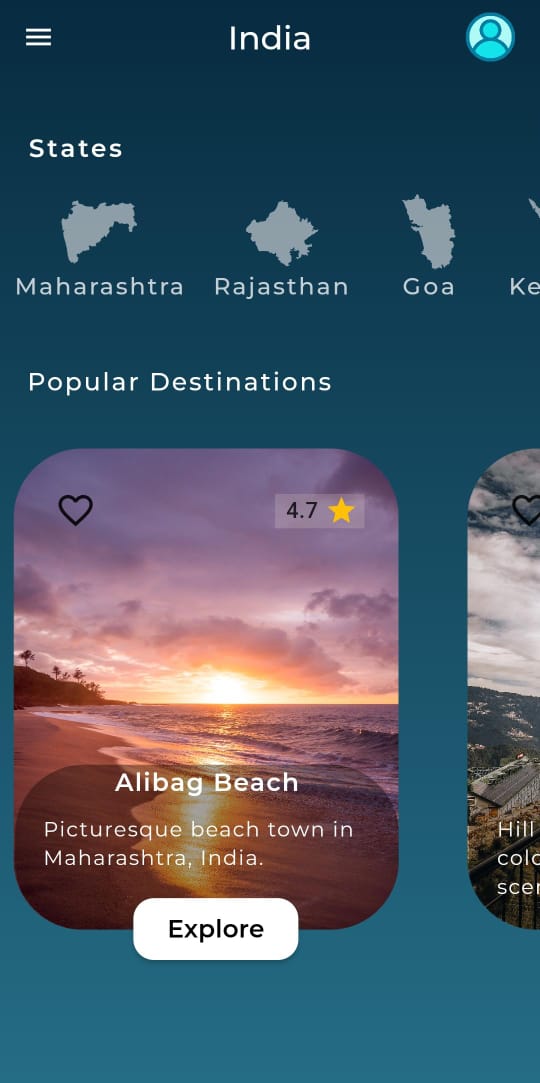 India
States
Maharashtra
Rajasthan
Goa
Ke
Popular Destinations
4.7
Alibag Beach
Picturesque beach town in
Maharashtra, India.
Explore
Hill
colo
scen